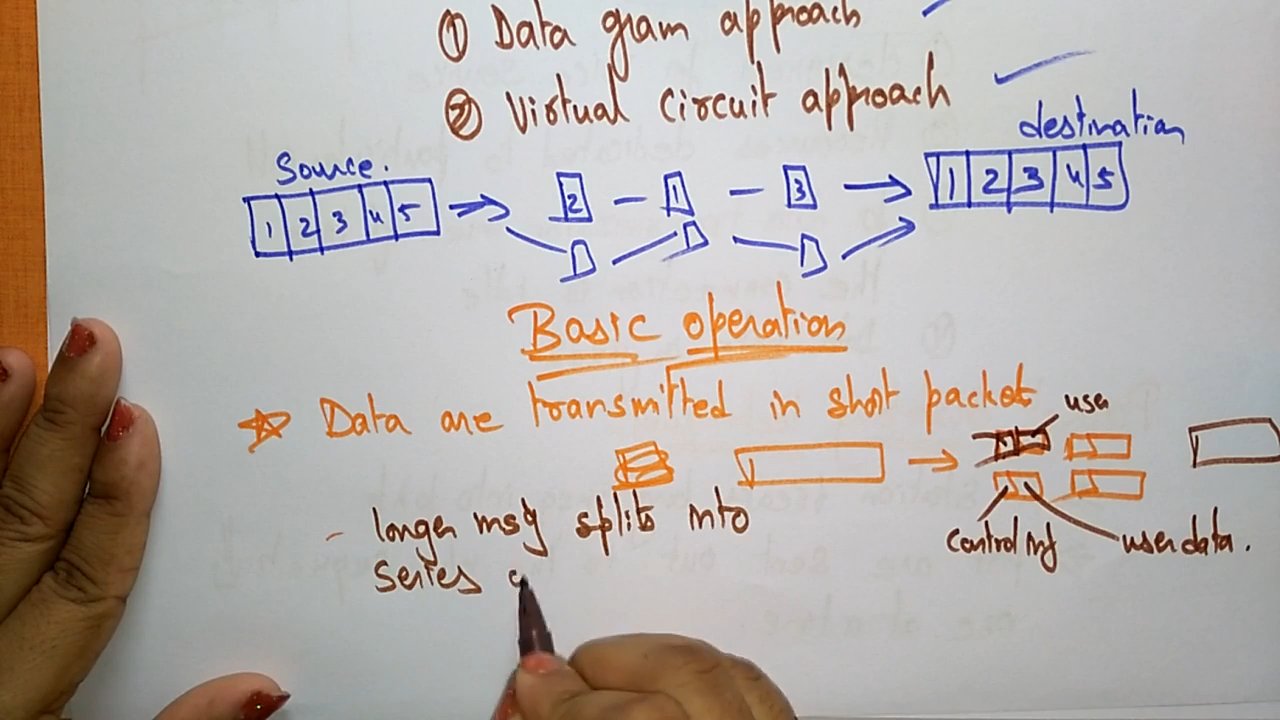 ① Data gram approach
② Virtual Circuit approach
Source.
destination
1 2 3 4 5
2 1 3
1 2 3 4 5
Basic operation
Data are transmitted in short packets
user
longer msg splits into
control inf
user data.
series